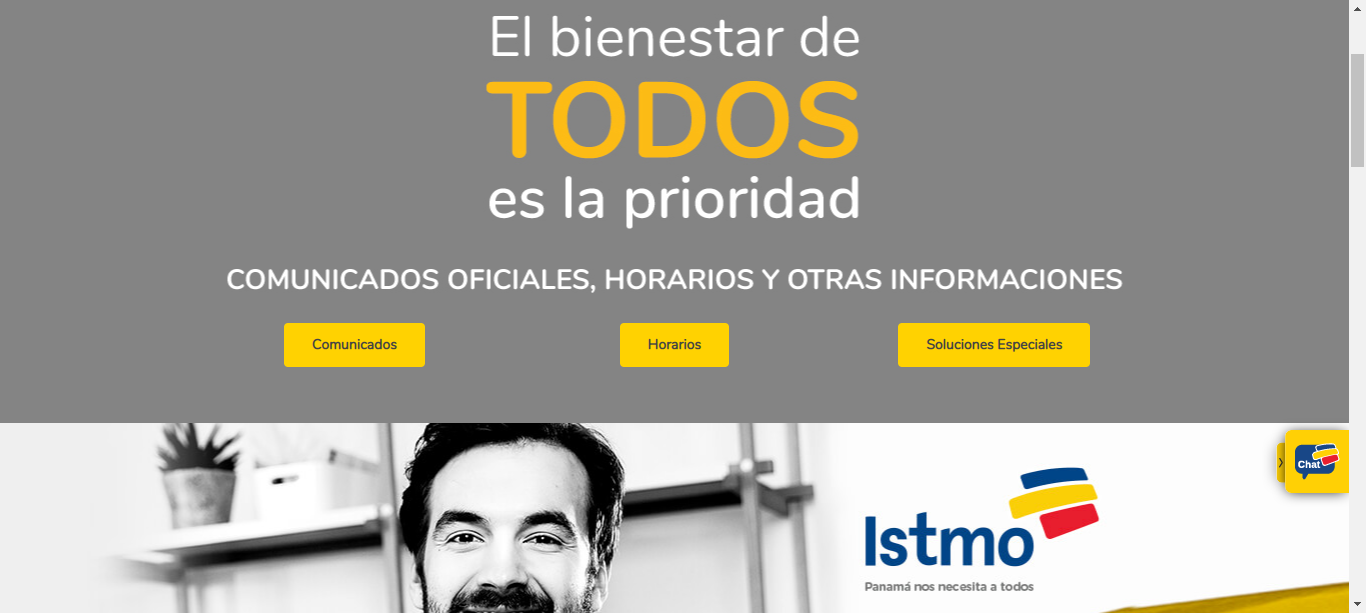 El bienestar de
TODOS
es la prioridad
COMUNICADOS OFICIALES, HORARIOS Y OTRAS INFORMACIONES
Comunicados
Horarios
Soluciones Especiales
Chat
Istmo
Panamá nos necesita a todos